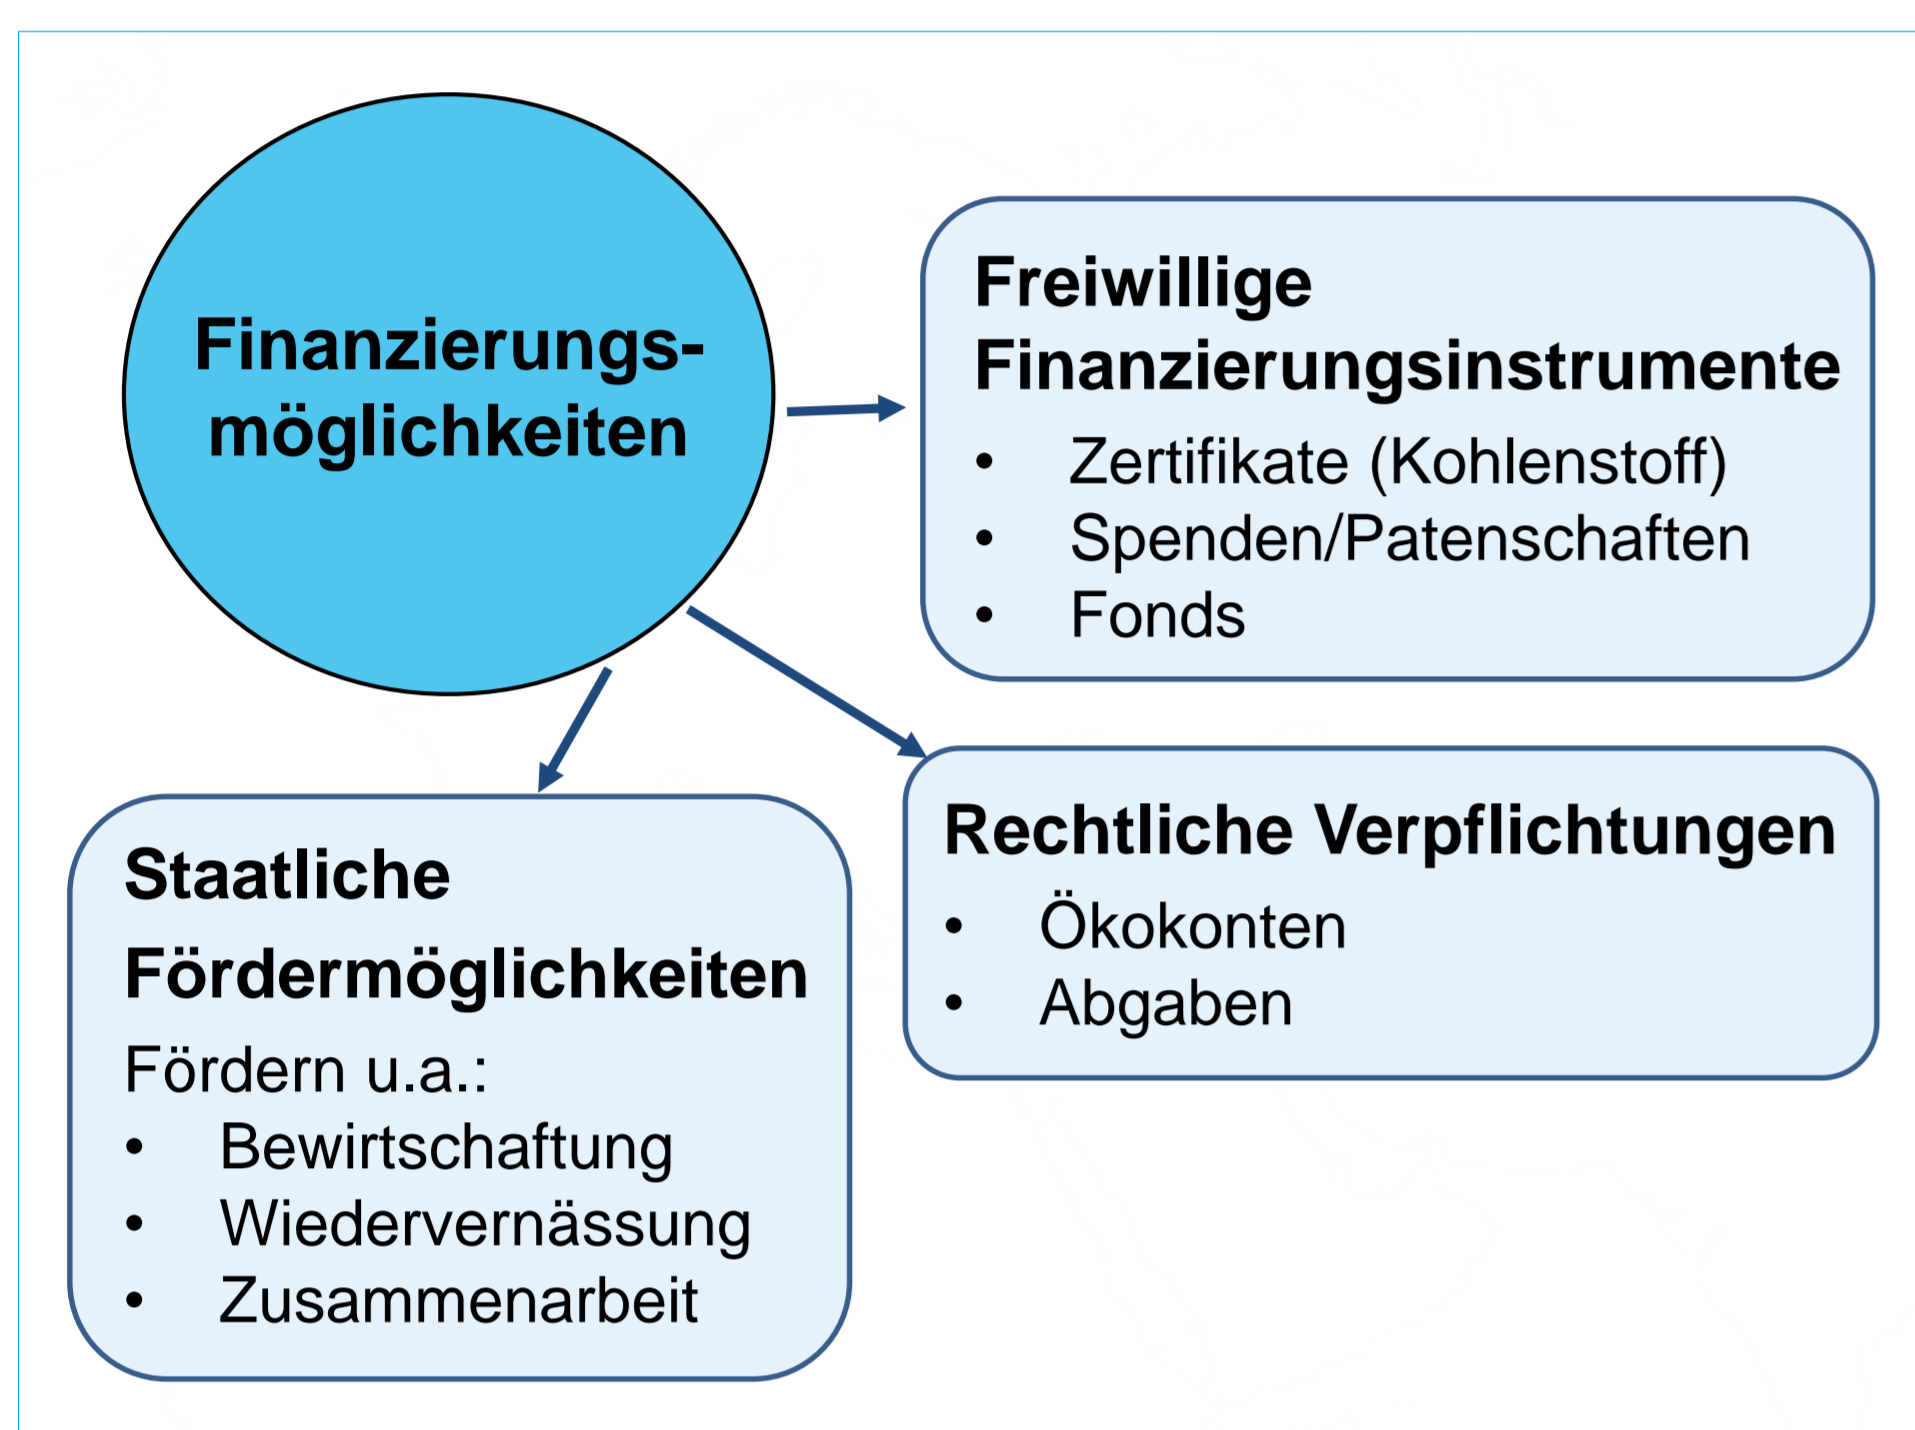 Finanzierungs-
möglichkeiten
Freiwillige
Finanzierungsinstrumente
• Zertifikate (Kohlenstoff)
• Spenden/Patenschaften
• Fonds
Rechtliche Verpflichtungen
• Ökokonten
• Abgaben
Staatliche
Fördermöglichkeiten
Fördern u.a.:
• Bewirtschaftung
• Wiedervernässung
• Zusammenarbeit